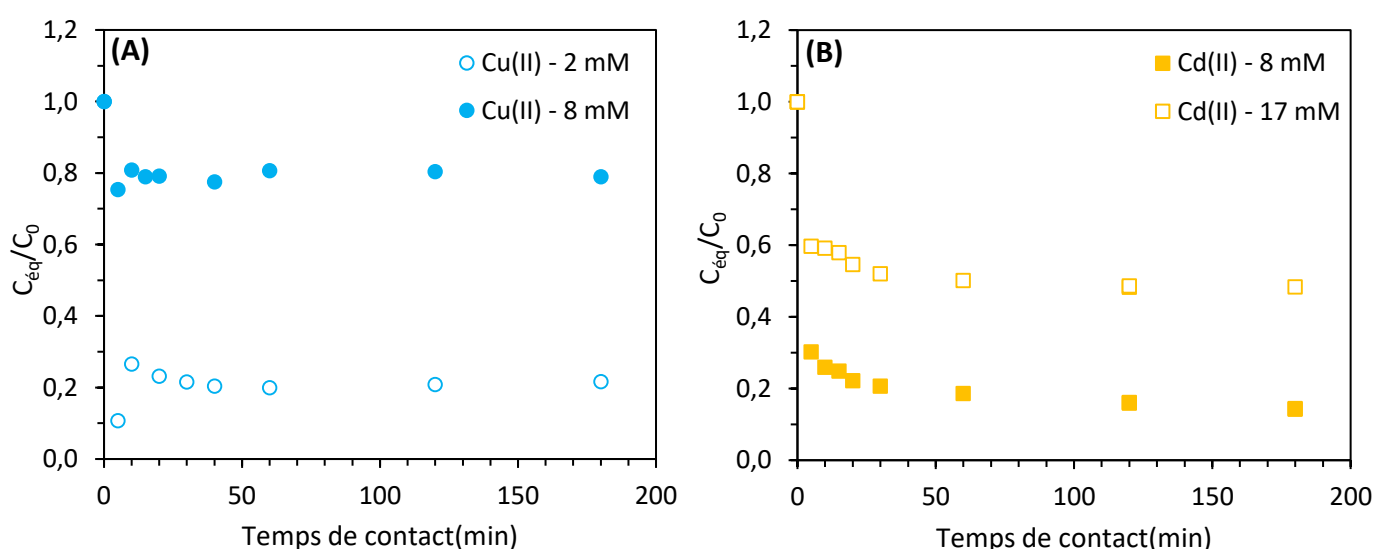 (A)
Cu(II) - 2 mM
Cu(II) - 8 mM
1,2
1,0
0,8
0,6
0,4
0,2
0,0
Céq/C0
0 50 100 150 200
Temps de contact(min)
(B)
Cd(II) - 8 mM
Cd(II) - 17 mM
1,2
1,0
0,8
0,6
0,4
0,2
0,0
Céq/C0
0 50 100 150 200
Temps de contact(min)